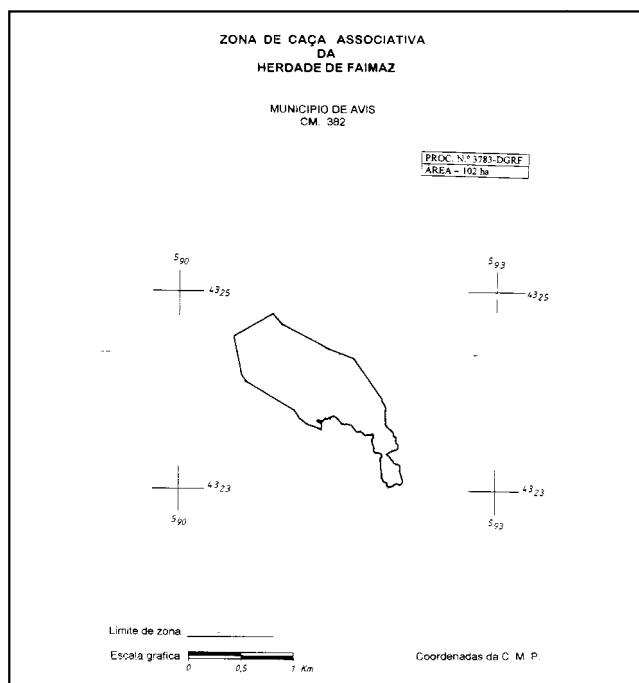 ZONA DE CAÇA ASSOCIATIVA
DA
HERDADE DE FAIMAZ
MUNICIPIO DE AVIS
CM. 382
PROC. N.º 3783-DGRF
ÁREA – 102 ha
590
4325
593
4325
4323
590
4323
593
Limite de zona
Escala grafica
0 0,5 1 Km
Coordenadas da C. M. P.